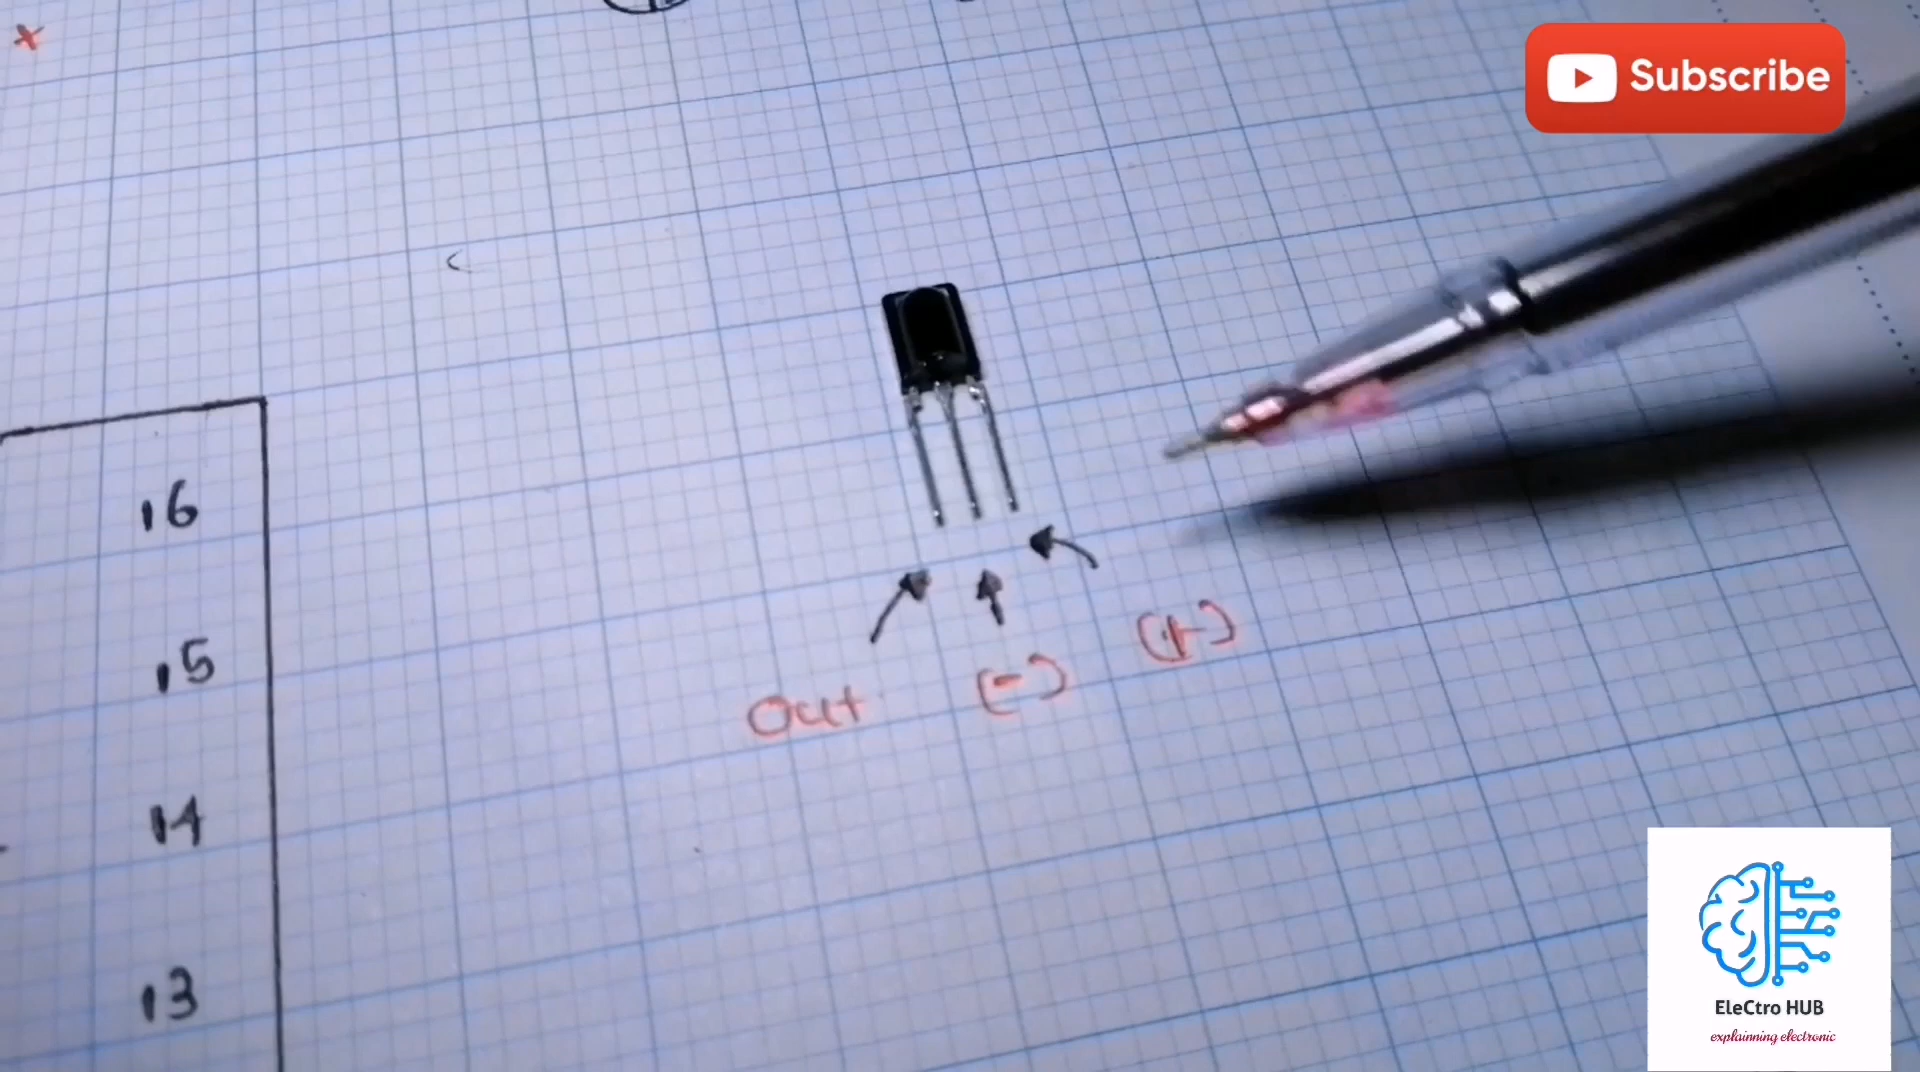 Subscribe
16
15
Out (-) (+)
14
13
EleCtro HUB
explainning electronic